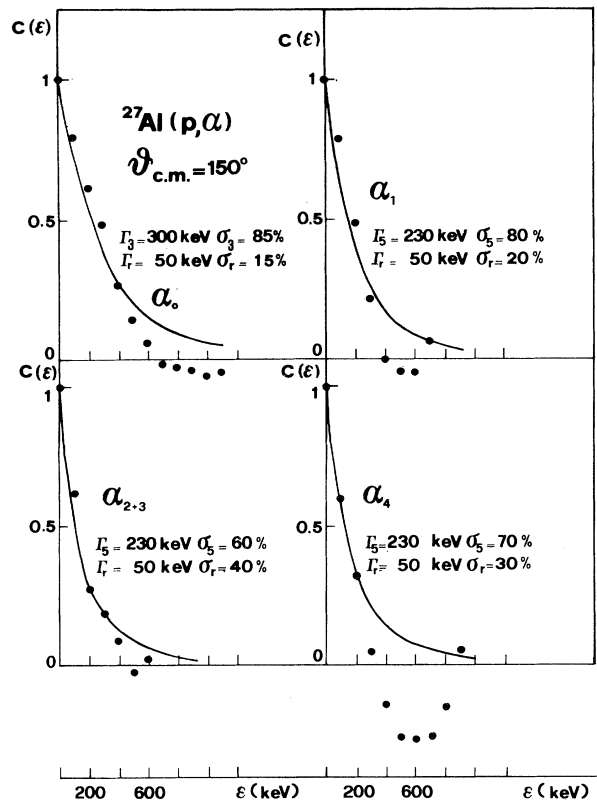 C(ε)
1
0.5
0
²⁷Al(p,α)
ϑc.m.=150°
Γ₃=300 keV σ₃= 85%
Γr= 50 keV σr= 15%
α₀
C(ε)
1
0.5
0
α₁
Γ₅= 230 keV σ₅= 80 %
Γr= 50 keV σr= 20 %
C(ε)
1
0.5
0
α₂₊₃
Γ₅= 230 keV σ₅= 60 %
Γr= 50 keV σr= 40 %
C(ε)
1
0.5
0
α₄
Γ₅=230 keV σ₅= 70%
Γr= 50 keV σr= 30%
200 600 ε(keV)
200 600 ε(keV)